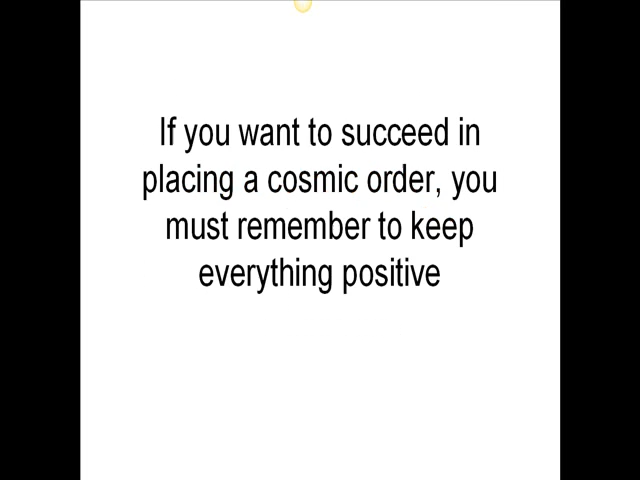 If you want to succeed in
placing a cosmic order, you
must remember to keep
everything positive